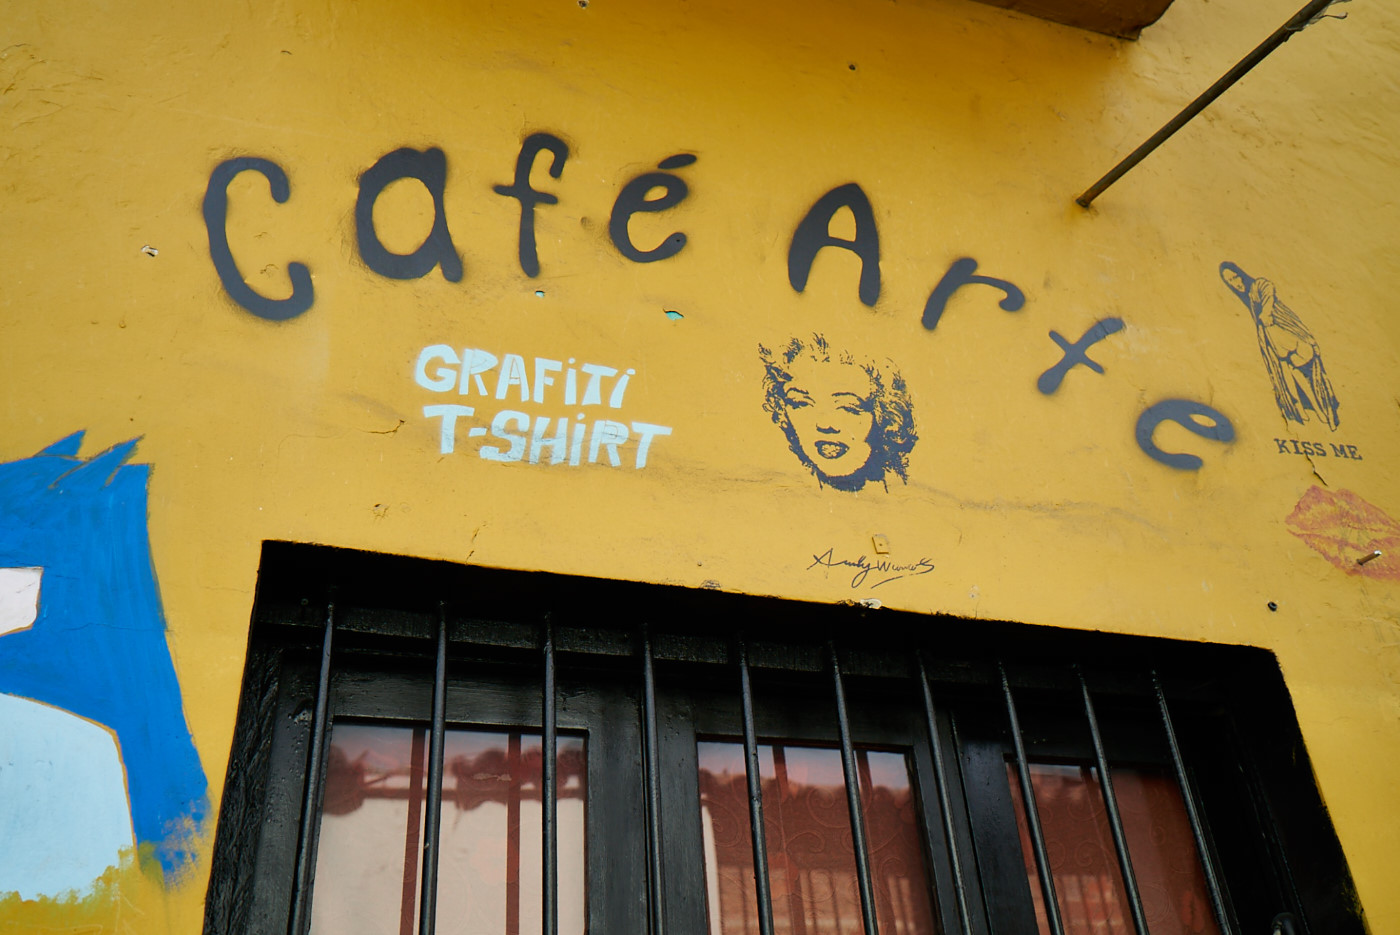 Café Arte
GRAFiTi
T-SHiRT
KISS ME